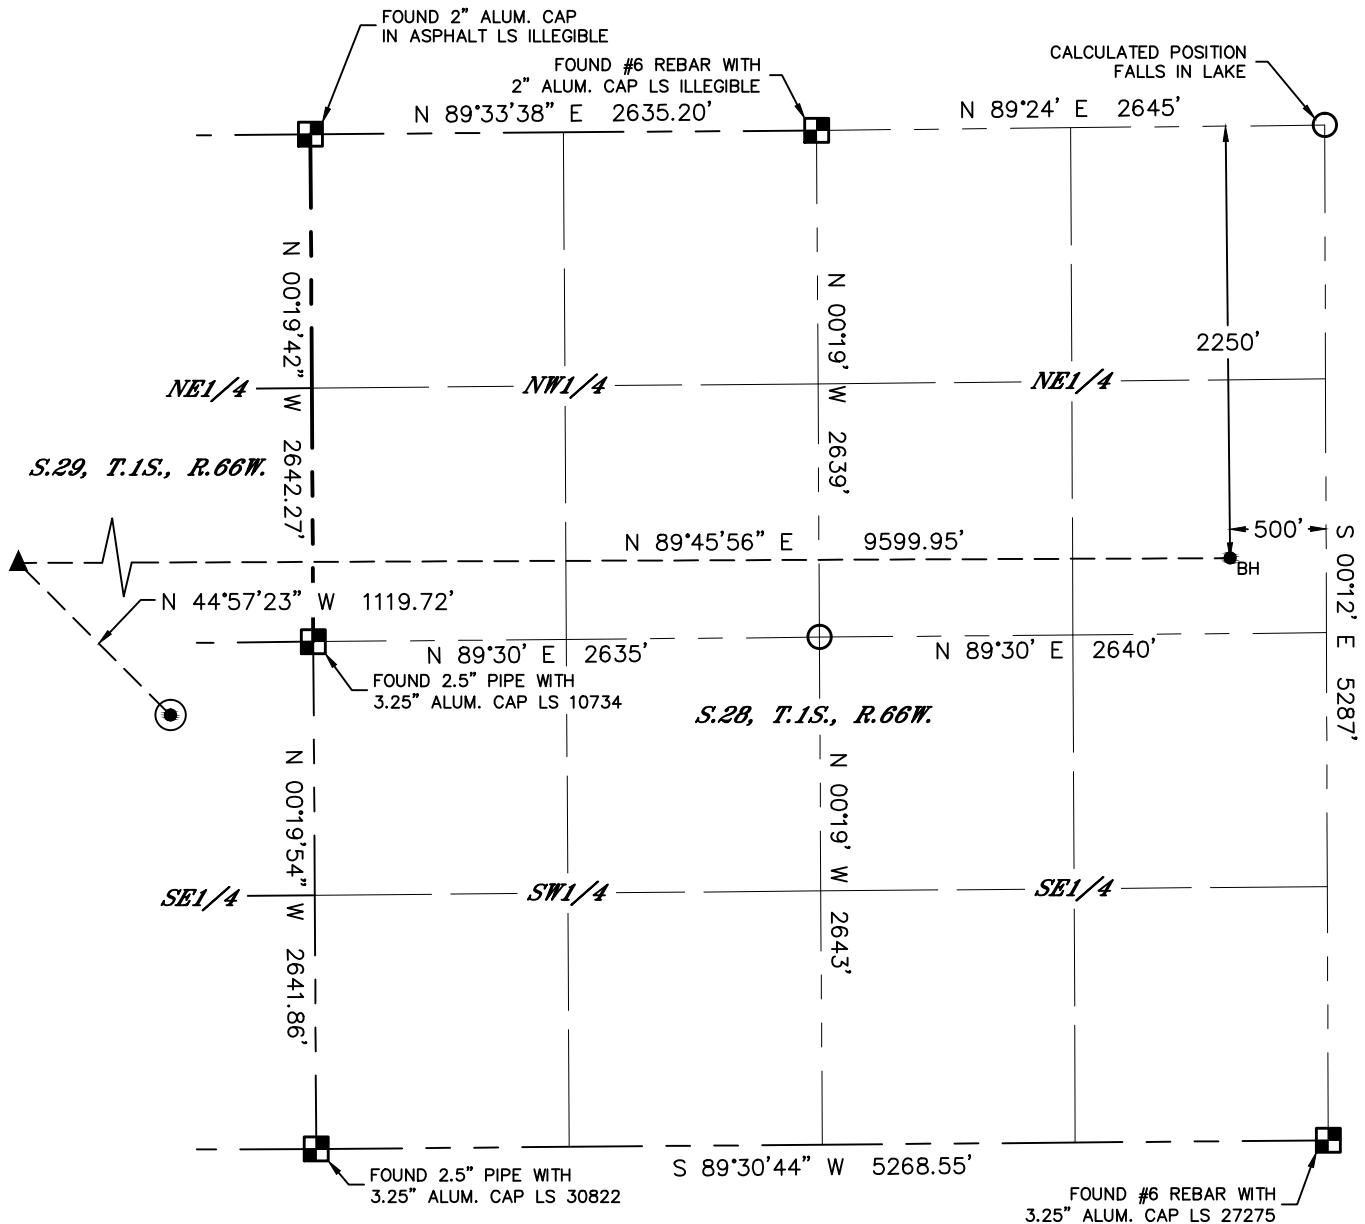 FOUND 2" ALUM. CAP
IN ASPHALT LS ILLEGIBLE
FOUND #6 REBAR WITH
2" ALUM. CAP LS ILLEGIBLE
CALCULATED POSITION
FALLS IN LAKE
N 89°33'38" E 2635.20'
N 89°24' E 2645'
N 00°19'42" W 2642.27'
N 00°19' W 2639'
2250'
NE1/4
NW1/4
NE1/4
S.29, T.1S., R.66W.
N 89°45'56" E 9599.95'
500'
BH
S 00°12' E 5287'
N 44°57'23" W 1119.72'
N 89°30' E 2635'
N 89°30' E 2640'
FOUND 2.5" PIPE WITH
3.25" ALUM. CAP LS 10734
S.28, T.1S., R.66W.
N 00°19'54" W 2641.86'
N 00°19' W 2643'
SE1/4
SW1/4
SE1/4
S 89°30'44" W 5268.55'
FOUND 2.5" PIPE WITH
3.25" ALUM. CAP LS 30822
FOUND #6 REBAR WITH
3.25" ALUM. CAP LS 27275